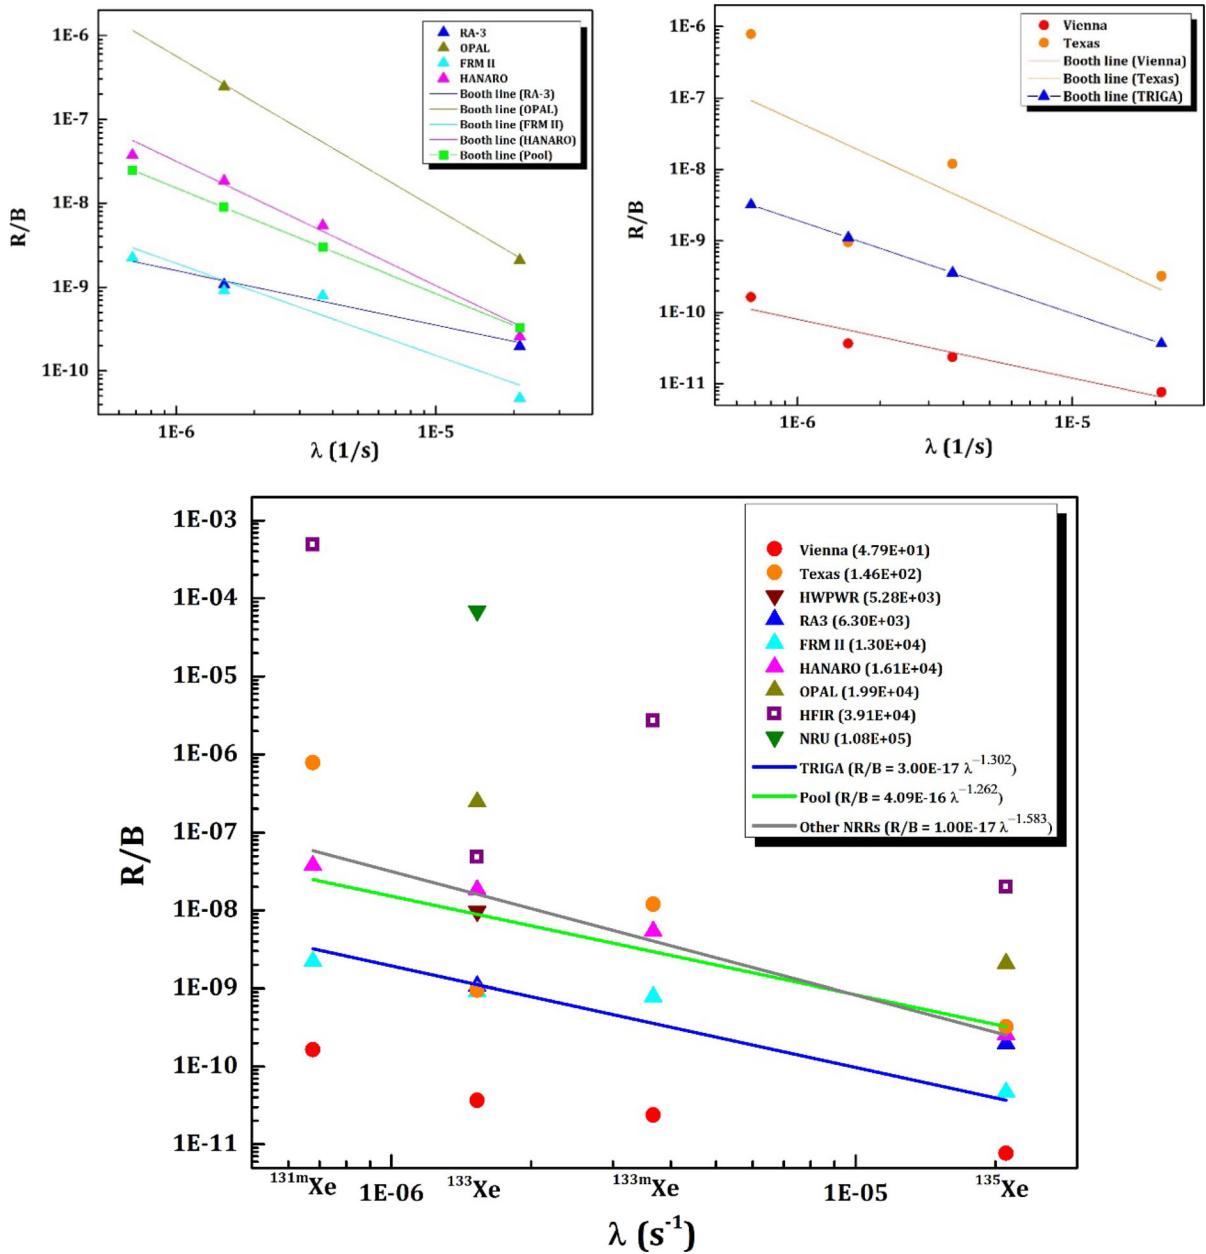 1E-6
1E-7
1E-8
1E-9
1E-10
R/B
1E-6
1E-5
λ (1/s)
RA-3
OPAL
FRM II
HANARO
Booth line (RA-3)
Booth line (OPAL)
Booth line (FRM II)
Booth line (HANARO)
Booth line (Pool)
1E-6
1E-7
1E-8
1E-9
1E-10
1E-11
R/B
1E-6
1E-5
λ (1/s)
Vienna
Texas
Booth line (Vienna)
Booth line (Texas)
Booth line (TRIGA)
1E-03
1E-04
1E-05
1E-06
1E-07
1E-08
1E-09
1E-10
1E-11
R/B
Vienna (4.79E+01)
Texas (1.46E+02)
HWPWR (5.28E+03)
RA3 (6.30E+03)
FRM II (1.30E+04)
HANARO (1.61E+04)
OPAL (1.99E+04)
HFIR (3.91E+04)
NRU (1.08E+05)
TRIGA (R/B = 3.00E-17 λ^−1.302)
Pool (R/B = 4.09E-16 λ^−1.262)
Other NRRs (R/B = 1.00E-17 λ^−1.583)
131mXe
1E-06
133Xe
133mXe
1E-05
135Xe
λ (s-1)